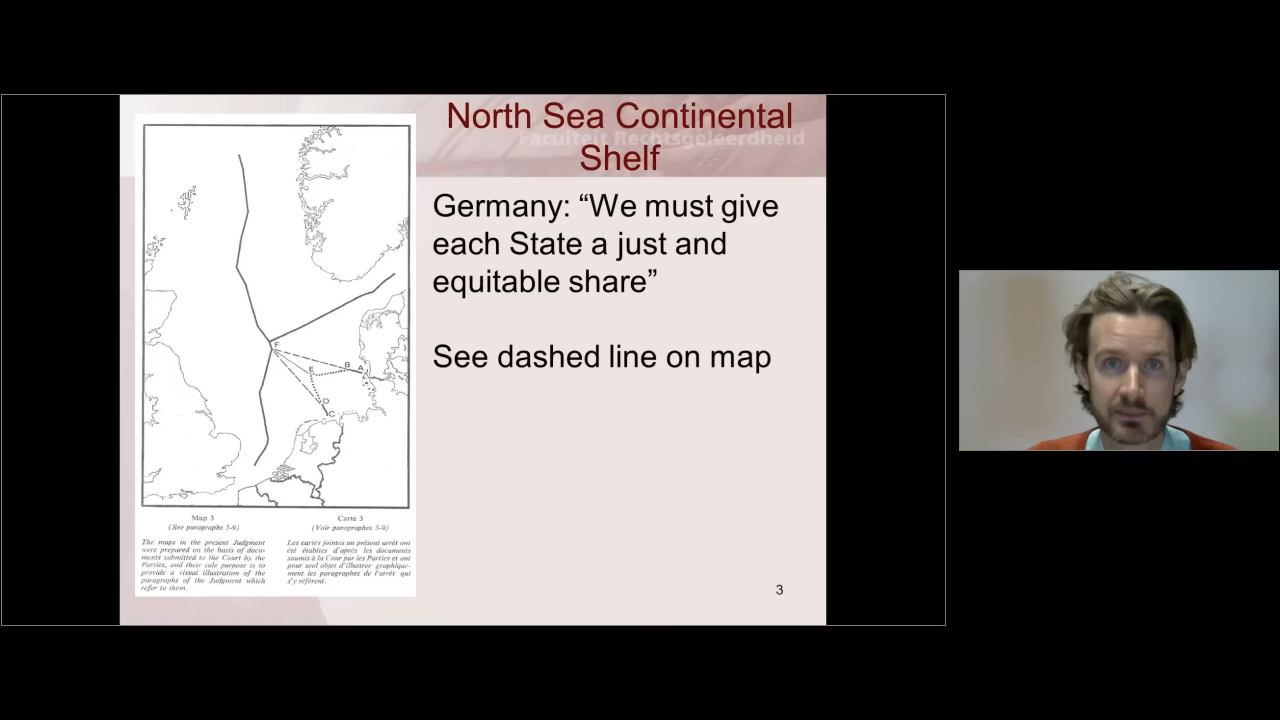 North Sea Continental
Faculteit Rechtsgeleerdheid
Shelf
Germany: “We must give
each State a just and
equitable share”
See dashed line on map
F
E
B
A
D
C
Map 3
(See paragraphs 5-9)
The maps in the present Judgment
were prepared on the basis of docu-
ments submitted to the Court by the
Parties, and their sole purpose is to
provide a visual illustration of the
paragraphs of the Judgment which
refer to them.
Carte 3
(Voir paragraphes 5-9)
Les cartes jointes au présent arrêt ont
été établies d'après les documents
soumis à la Cour par les Parties et ont
pour seul objet d'illustrer graphique-
ment les paragraphes de l'arrêt qui
s'y réfèrent.
3